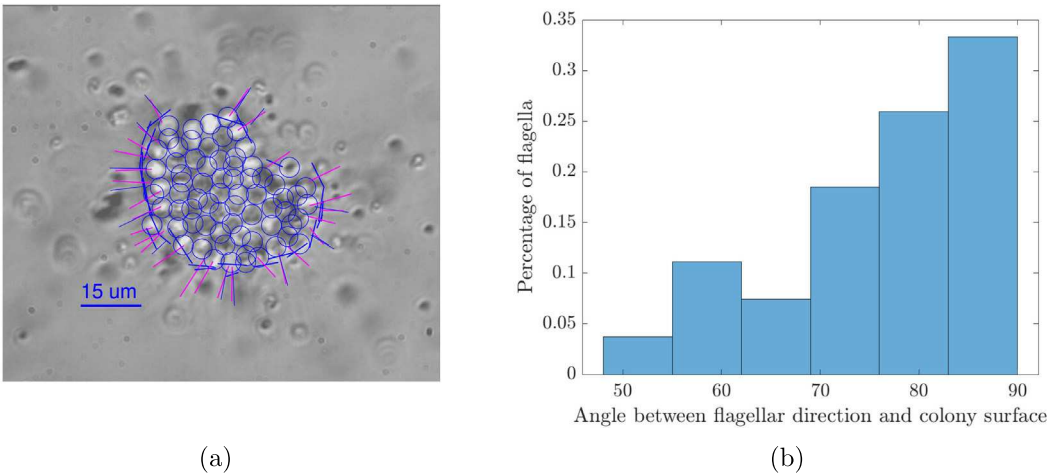 15 um
0.35
0.3
0.25
0.2
0.15
0.1
0.05
0
Percentage of flagella
50 60 70 80 90
Angle between flagellar direction and colony surface
(a) (b)